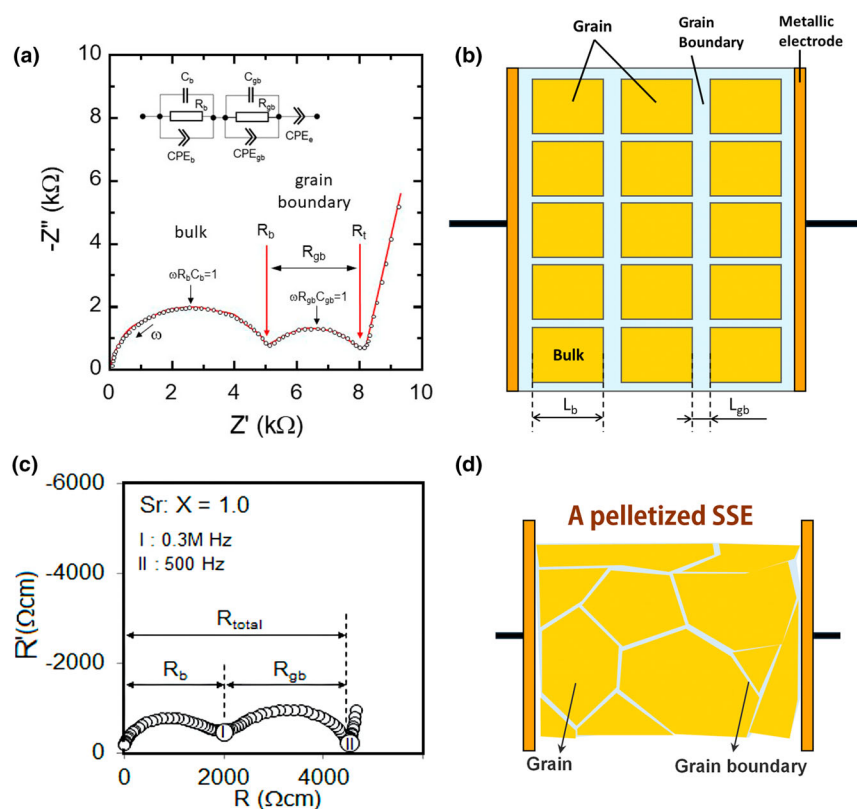 (a)
10
8
6
4
2
0
-Z" (kΩ)
C_b
R_b
CPE_b
C_gb
R_gb
CPE_gb
CPE_e
grain
boundary
bulk
R_b
R_t
R_gb
ωR_bC_b=1
ωR_gbC_gb=1
ω
0 2 4 6 8 10
Z' (kΩ)
(b)
Grain
Grain
Boundary
Metallic
electrode
Bulk
L_b
L_gb
(c)
-6000
-4000
-2000
0
R'(Ωcm)
Sr: X = 1.0
I : 0.3M Hz
II : 500 Hz
R_total
R_b
R_gb
I
II
0 2000 4000
R (Ωcm)
(d)
A pelletized SSE
Grain
Grain boundary